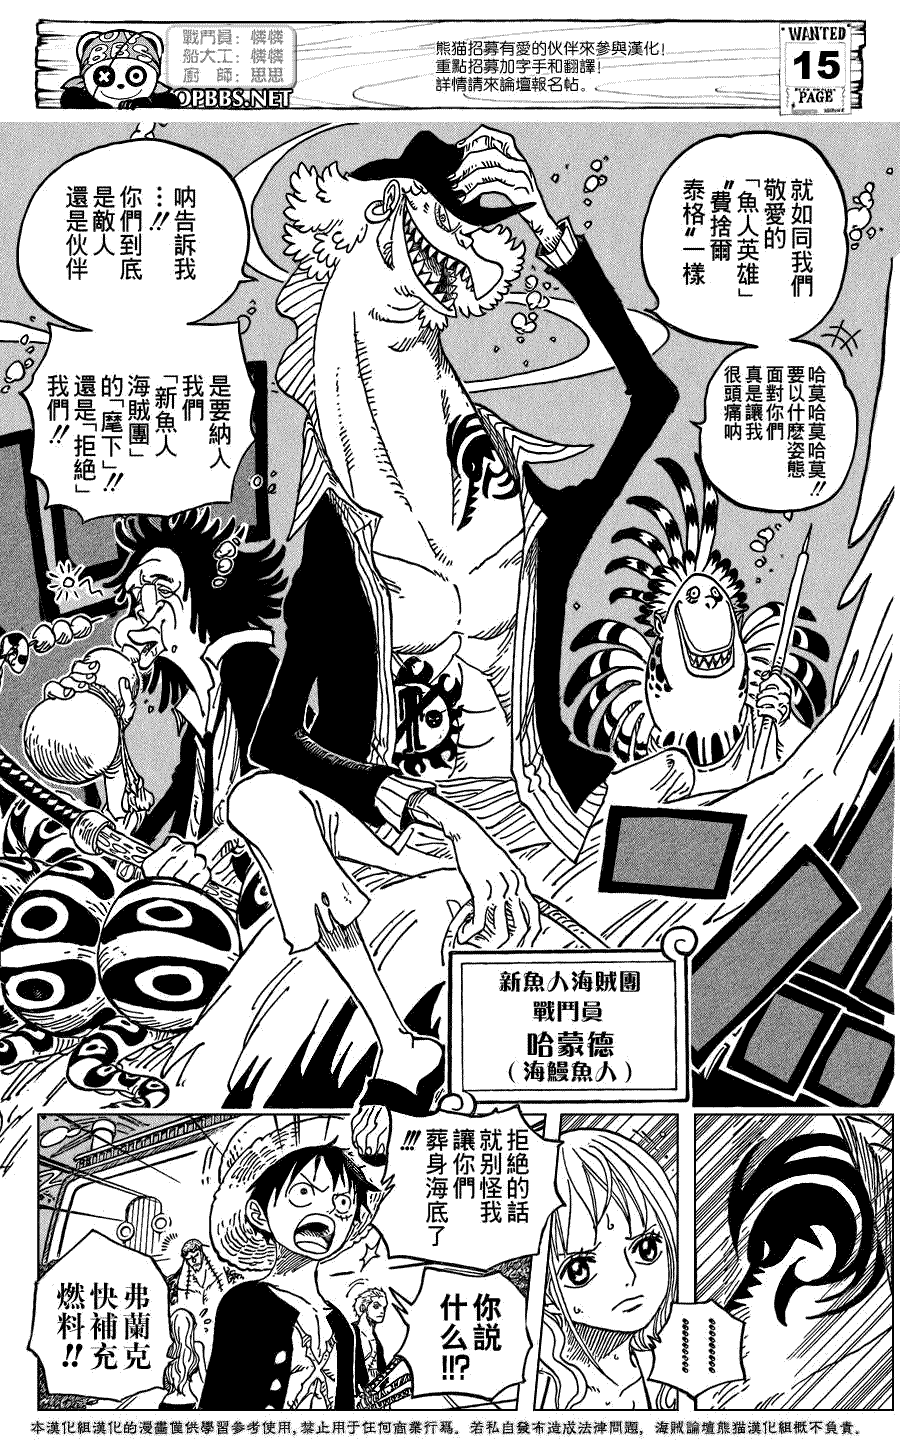 戰鬥員：憐憐
船大工：憐憐
廚　師：思思
OPBBS.NET
熊猫招募有愛的伙伴來參與漢化!
重點招募加字手和翻譯!
詳情請來論壇報名帖。
WANTED
15
PAGE
就如同我們
敬愛的
「魚人英雄」
〝費捨爾
泰格〞一樣
哈莫哈莫哈莫!!
要以什麽姿態
面對你們
真是讓我
很頭痛吶
吶告訴我
…!!
你們到底
是敵人
還是伙伴
是要納人
我們
「新魚人
海賊團」
的「麾下」!!
還是「拒絶」
我們!!
新魚人海賊團
戰鬥員
哈蒙德
（海鰻魚人）
………
………
拒絕的話
就别怪我
讓你們
葬身海底了
!!!
你說
什么!!?
弗蘭克
快補充
燃料!!
本漢化組漢化的漫畫僅供學習參考使用,禁止用于任何商業行爲。若私自發布造成法律問題，海賊論壇熊猫漢化組概不負責。